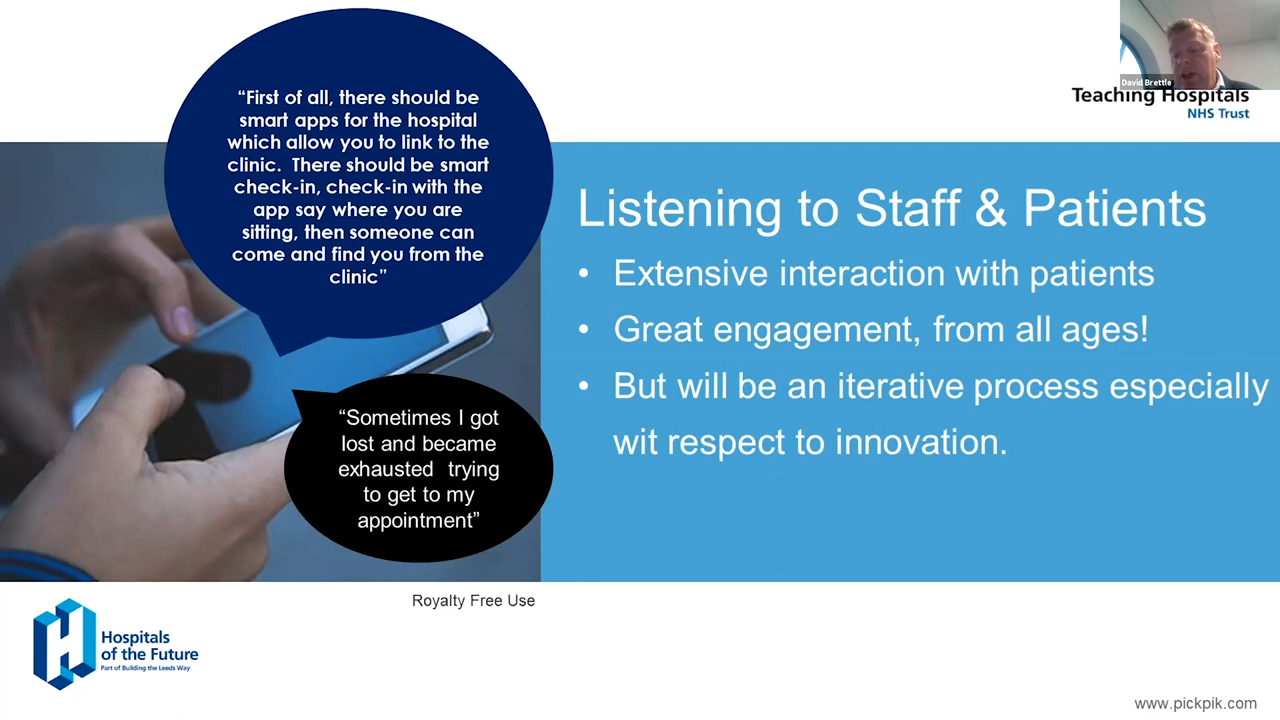 “First of all, there should be
smart apps for the hospital
which allow you to link to the
clinic.  There should be smart
check-in, check-in with the
app say where you are
sitting, then someone can
come and find you from the
clinic”
“Sometimes I got
lost and became
exhausted  trying
to get to my
appointment”
David Brettle
Teaching Hospitals
NHS Trust
Listening to Staff & Patients
• Extensive interaction with patients
• Great engagement, from all ages!
• But will be an iterative process especially
wit respect to innovation.
Royalty Free Use
Hospitals
of the Future
Part of Building the Leeds Way
www.pickpik.com